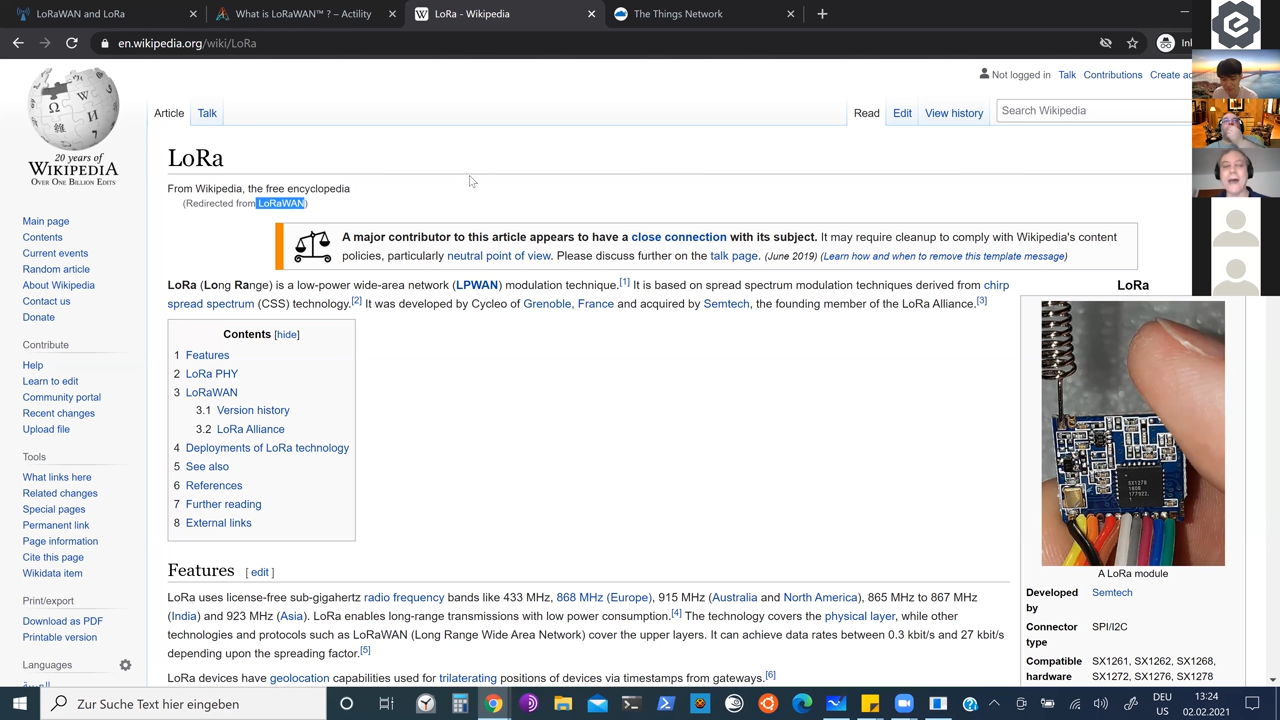 LoRaWAN and LoRa
What is LoRaWAN™ ? – Actility
LoRa - Wikipedia
The Things Network
en.wikipedia.org/wiki/LoRa
Not logged in Talk Contributions Create ac
Article Talk Read Edit View history Search Wikipedia
WIKIPEDIA
20 years of
OVER ONE BILLION EDITS
Main page
Contents
Current events
Random article
About Wikipedia
Contact us
Donate
Contribute
Help
Learn to edit
Community portal
Recent changes
Upload file
Tools
What links here
Related changes
Special pages
Permanent link
Page information
Cite this page
Wikidata item
Print/export
Download as PDF
Printable version
Languages
LoRa
From Wikipedia, the free encyclopedia
(Redirected from LoRaWAN)
A major contributor to this article appears to have a close connection with its subject. It may require cleanup to comply with Wikipedia's content
policies, particularly neutral point of view. Please discuss further on the talk page. (June 2019) (Learn how and when to remove this template message)
LoRa (Long Range) is a low-power wide-area network (LPWAN) modulation technique.[1] It is based on spread spectrum modulation techniques derived from chirp
spread spectrum (CSS) technology.[2] It was developed by Cycleo of Grenoble, France and acquired by Semtech, the founding member of the LoRa Alliance.[3]
Contents [hide]
1 Features
2 LoRa PHY
3 LoRaWAN
3.1 Version history
3.2 LoRa Alliance
4 Deployments of LoRa technology
5 See also
6 References
7 Further reading
8 External links
Features [ edit ]
LoRa uses license-free sub-gigahertz radio frequency bands like 433 MHz, 868 MHz (Europe), 915 MHz (Australia and North America), 865 MHz to 867 MHz
(India) and 923 MHz (Asia). LoRa enables long-range transmissions with low power consumption.[4] The technology covers the physical layer, while other
technologies and protocols such as LoRaWAN (Long Range Wide Area Network) cover the upper layers. It can achieve data rates between 0.3 kbit/s and 27 kbit/s
depending upon the spreading factor.[5]
LoRa devices have geolocation capabilities used for trilaterating positions of devices via timestamps from gateways.[6]
LoRa
SX1278
A LoRa module
Developed by Semtech
Connector type SPI/I2C
Compatible hardware SX1261, SX1262, SX1268,
SX1272, SX1276, SX1278
Zur Suche Text hier eingeben
DEU
US
13:24
02.02.2021